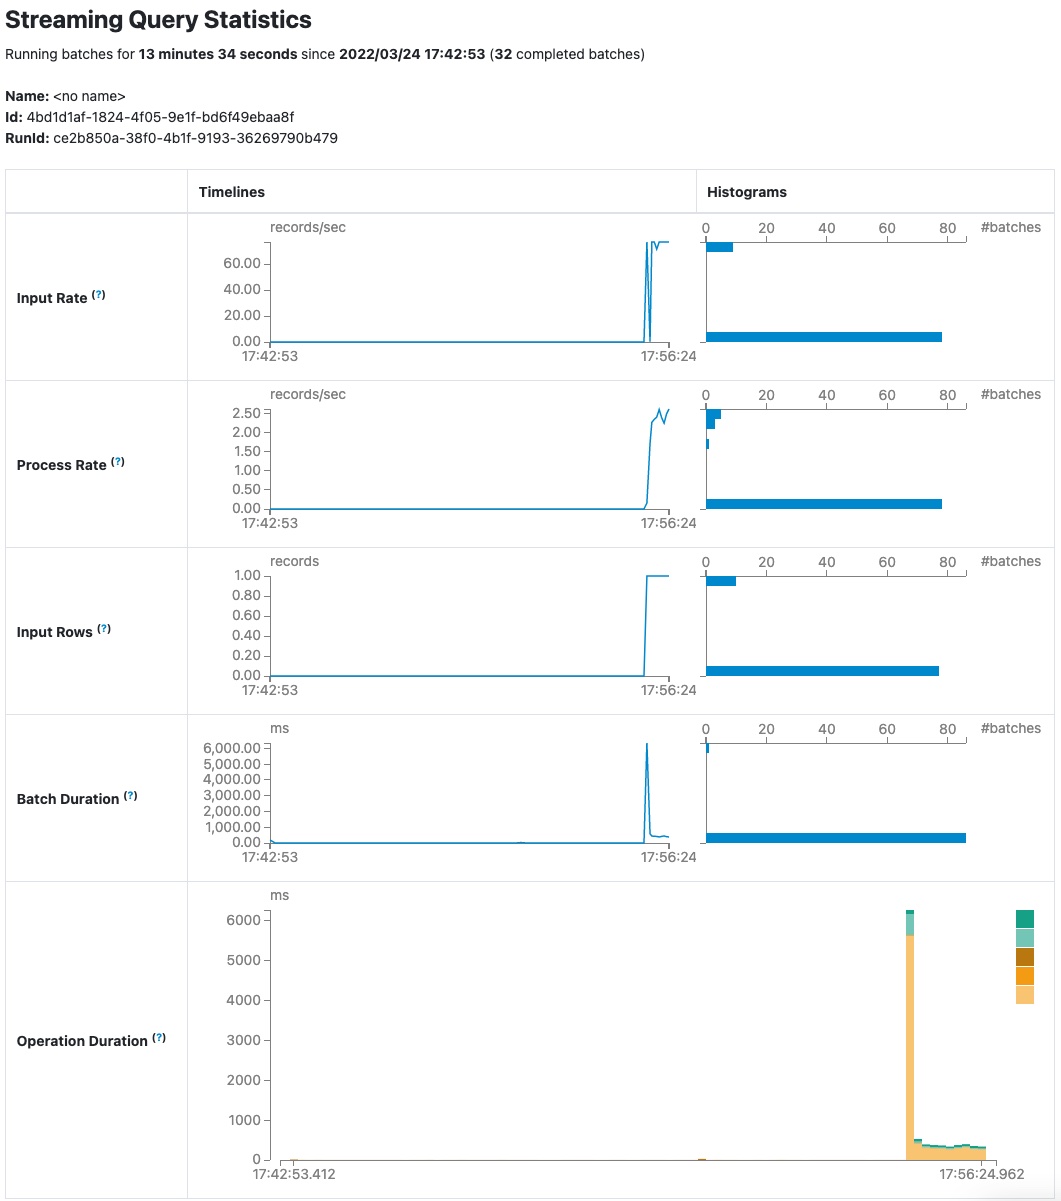 Streaming Query Statistics
Running batches for 13 minutes 34 seconds since 2022/03/24 17:42:53 (32 completed batches)
Name: <no name>
Id: 4bd1d1af-1824-4f05-9e1f-bd6f49ebaa8f
RunId: ce2b850a-38f0-4b1f-9193-36269790b479
Timelines Histograms
Input Rate (?)
records/sec
60.00
40.00
20.00
0.00
17:42:53 17:56:24
0 20 40 60 80 #batches
Process Rate (?)
records/sec
2.50
2.00
1.50
1.00
0.50
0.00
17:42:53 17:56:24
0 20 40 60 80 #batches
Input Rows (?)
records
1.00
0.80
0.60
0.40
0.20
0.00
17:42:53 17:56:24
0 20 40 60 80 #batches
Batch Duration (?)
ms
6,000.00
5,000.00
4,000.00
3,000.00
2,000.00
1,000.00
0.00
17:42:53 17:56:24
0 20 40 60 80 #batches
Operation Duration (?)
ms
6000
5000
4000
3000
2000
1000
0
17:42:53.412 17:56:24.962